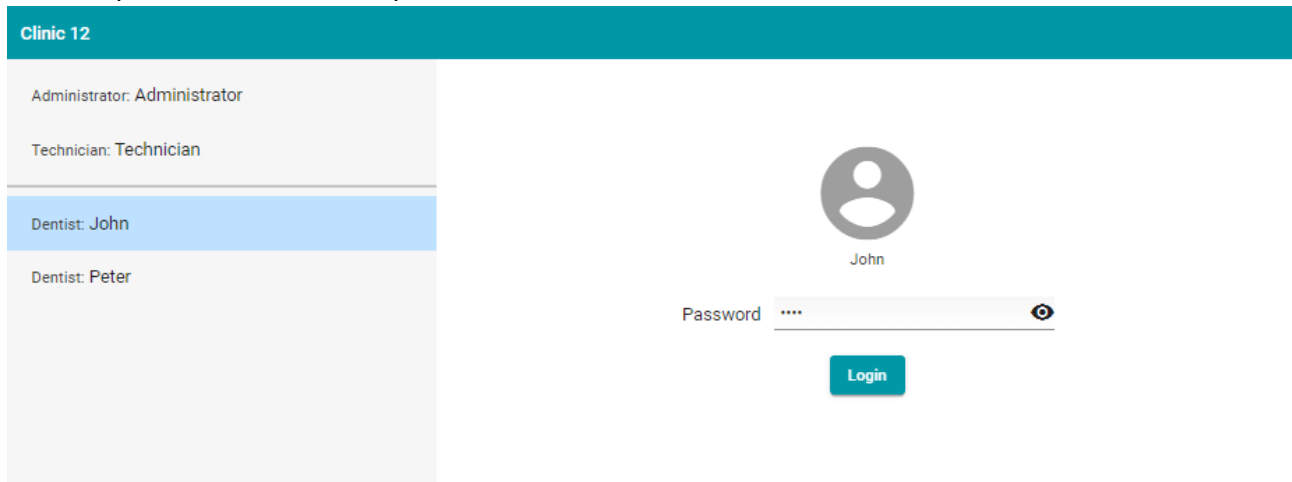 Clinic 12
Administrator: Administrator
Technician: Technician
Dentist: John
Dentist: Peter
John
Password ••••
Login